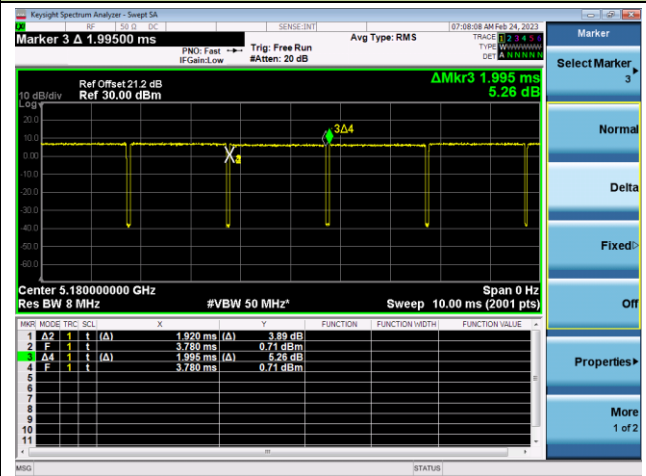 Keysight Spectrum Analyzer - Swept SA
RF 50 Ω DC SENSE:INT 07:08:08 AM Feb 24, 2023
Marker 3 Δ 1.99500 ms
PNO: Fast
IFGain:Low
Trig: Free Run
#Atten: 20 dB
Avg Type: RMS
TRACE 1 2 3 4 5 6
TYPE WWWWWW
DET A N N N N N
Ref Offset 21.2 dB
10 dB/div Ref 30.00 dBm
Log
ΔMkr3 1.995 ms
5.26 dB
20.0
10.0
0.00
-10.0
-20.0
-30.0
-40.0
-50.0
-60.0
3Δ4
Center 5.180000000 GHz Span 0 Hz
Res BW 8 MHz #VBW 50 MHz* Sweep 10.00 ms (2001 pts)
MKR MODE TRC SCL X Y FUNCTION FUNCTION WIDTH FUNCTION VALUE
1 Δ2 1 t (Δ) 1.920 ms (Δ) 3.89 dB
2 F 1 t 3.780 ms 0.71 dBm
3 Δ4 1 t (Δ) 1.995 ms (Δ) 5.26 dB
4 F 1 t 3.780 ms 0.71 dBm
5
6
7
8
9
10
11
MSG STATUS
Marker
Select Marker
3
Normal
Delta
Fixed
Off
Properties
More
1 of 2